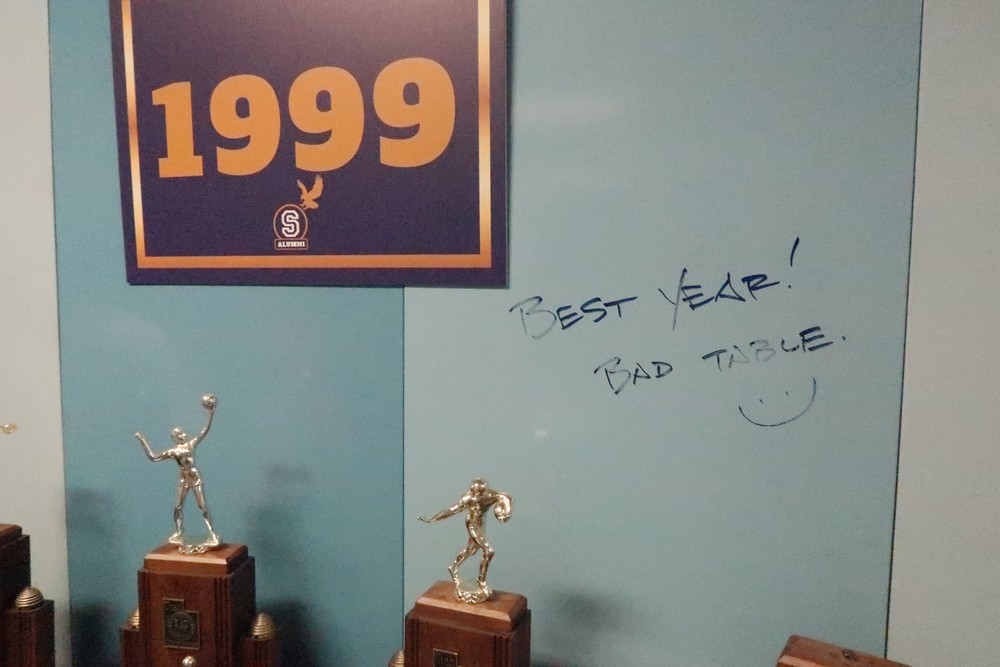 1999
S
ALUMNI
BEST YEAR!
BAD TABLE.